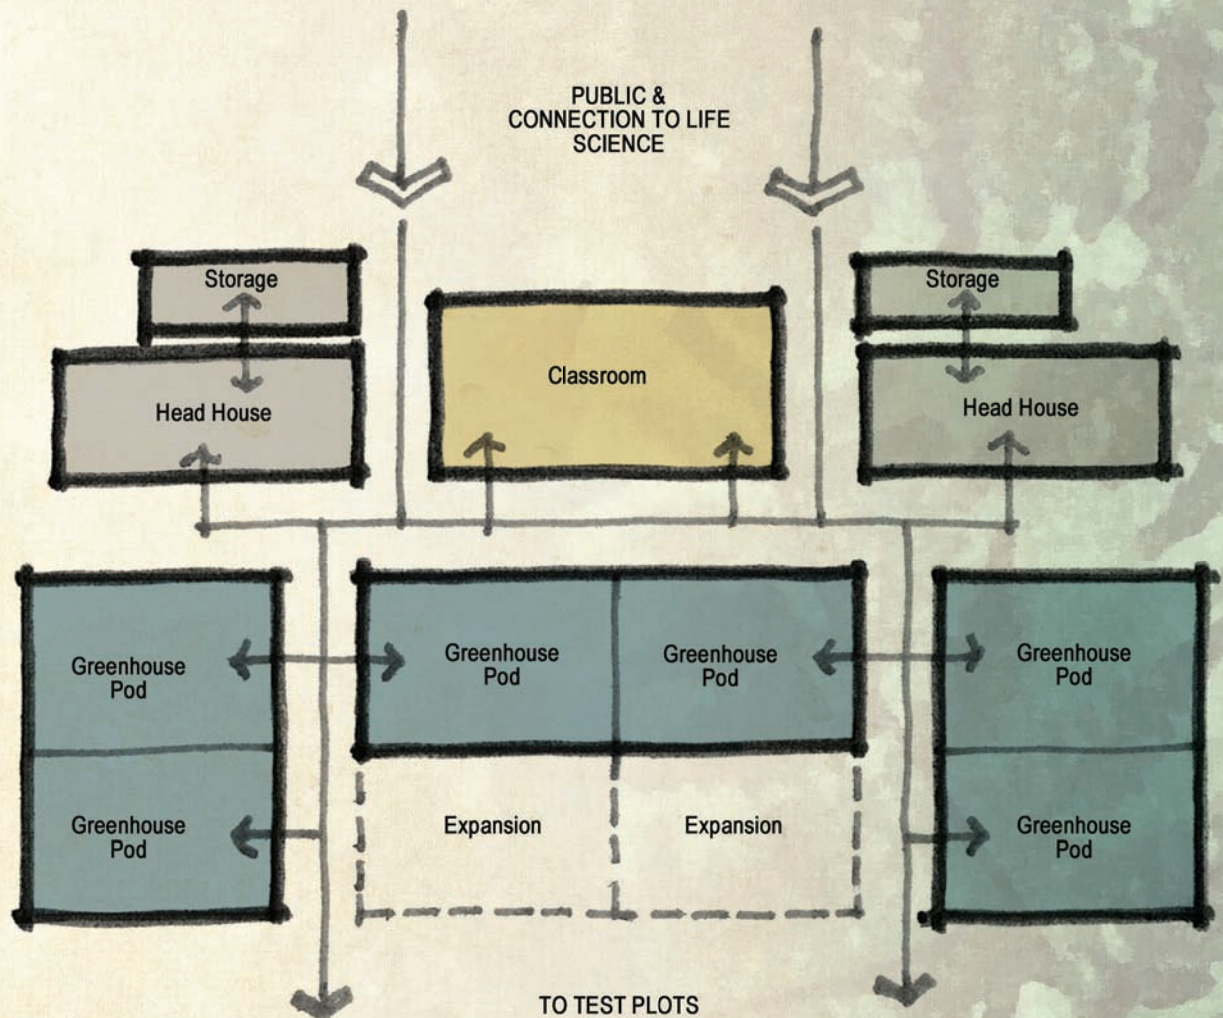 PUBLIC &
CONNECTION TO LIFE
SCIENCE
Storage
Storage
Classroom
Head House
Head House
Greenhouse
Pod
Greenhouse
Pod
Greenhouse
Pod
Greenhouse
Pod
Greenhouse
Pod
Expansion
Expansion
Greenhouse
Pod
TO TEST PLOTS